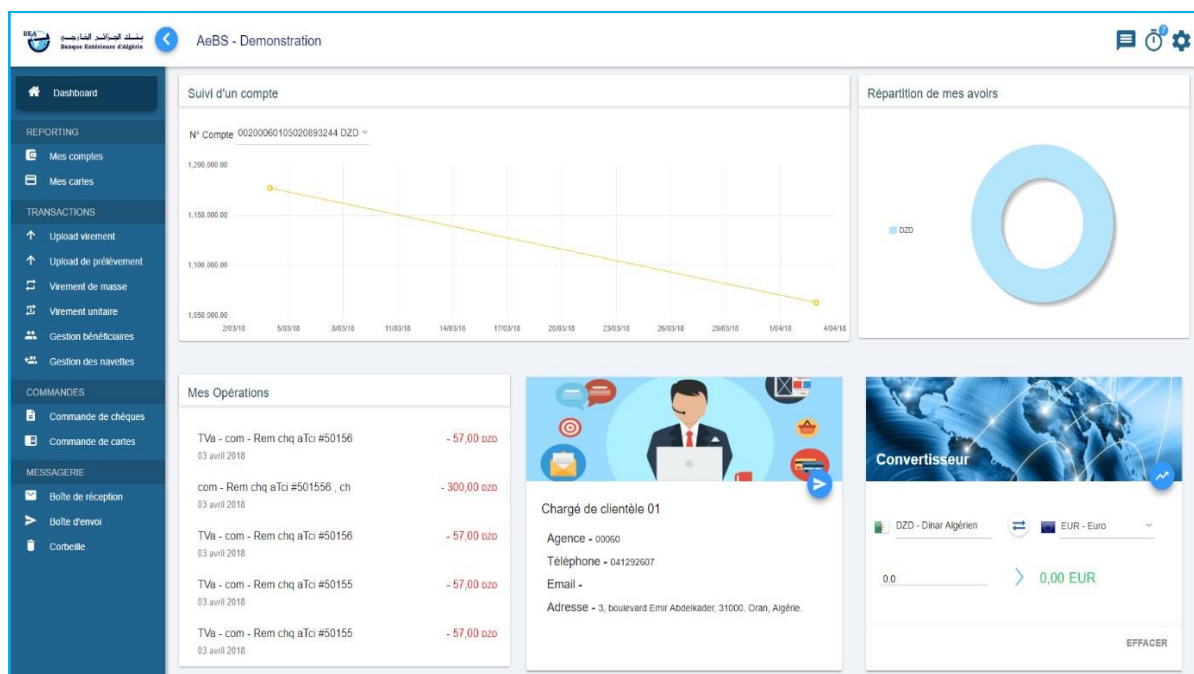 BEA
بنـك الجـزائـر الخارجـي
Banque Extérieure d'Algérie
AeBS - Demonstration
Dashboard
REPORTING
Mes comptes
Mes cartes
TRANSACTIONS
Upload virement
Upload de prélèvement
Virement de masse
Virement unitaire
Gestion bénéficiaires
Gestion des navettes
COMMANDES
Commande de chèques
Commande de cartes
MESSAGERIE
Boîte de réception
Boîte d'envoi
Corbeille
Suivi d'un compte
N° Compte 00200060105020893244 DZD
1,200,000.00
1,150,000.00
1,100,000.00
1,050,000.00
2/03/18 5/03/18 8/03/18 11/03/18 14/03/18 17/03/18 20/03/18 23/03/18 26/03/18 29/03/18 1/04/18 4/04/18
Répartition de mes avoirs
DZD
Mes Opérations
TVa - com - Rem chq aTci #50156 - 57,00 DZD
03 avril 2018
com - Rem chq aTci #501556 , ch - 300,00 DZD
03 avril 2018
TVa - com - Rem chq aTci #50156 - 57,00 DZD
03 avril 2018
TVa - com - Rem chq aTci #50155 - 57,00 DZD
03 avril 2018
TVa - com - Rem chq aTci #50155 - 57,00 DZD
03 avril 2018
Chargé de clientèle 01
Agence - 00060
Téléphone - 041292607
Email -
Adresse - 3, boulevard Emir Abdelkader, 31000, Oran, Algérie.
Convertisseur
DZD - Dinar Algérien EUR - Euro
0.0 0,00 EUR
EFFACER